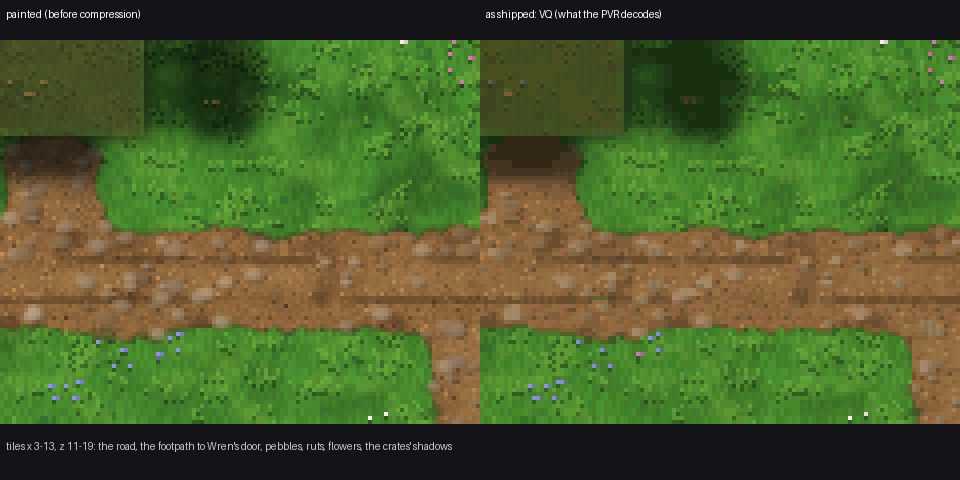 painted (before compression)
as shipped: VQ (what the PVR decodes)
tiles x 3-13, z 11-19: the road, the footpath to Wren's door, pebbles, ruts, flowers, the crates' shadows